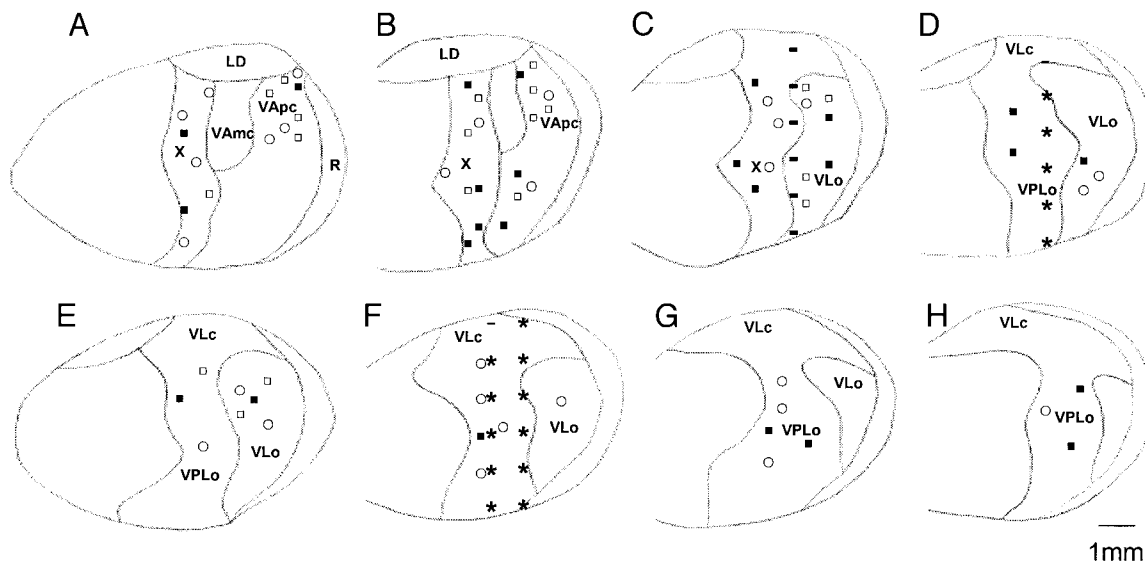 A
LD
VApc
VAmc
X
R
B
LD
VApc
X
C
X
VLo
D
VLc
VLo
VPLo
E
VLc
VPLo
VLo
F
VLc
VLo
G
VLc
VLo
VPLo
H
VLc
VPLo
1mm